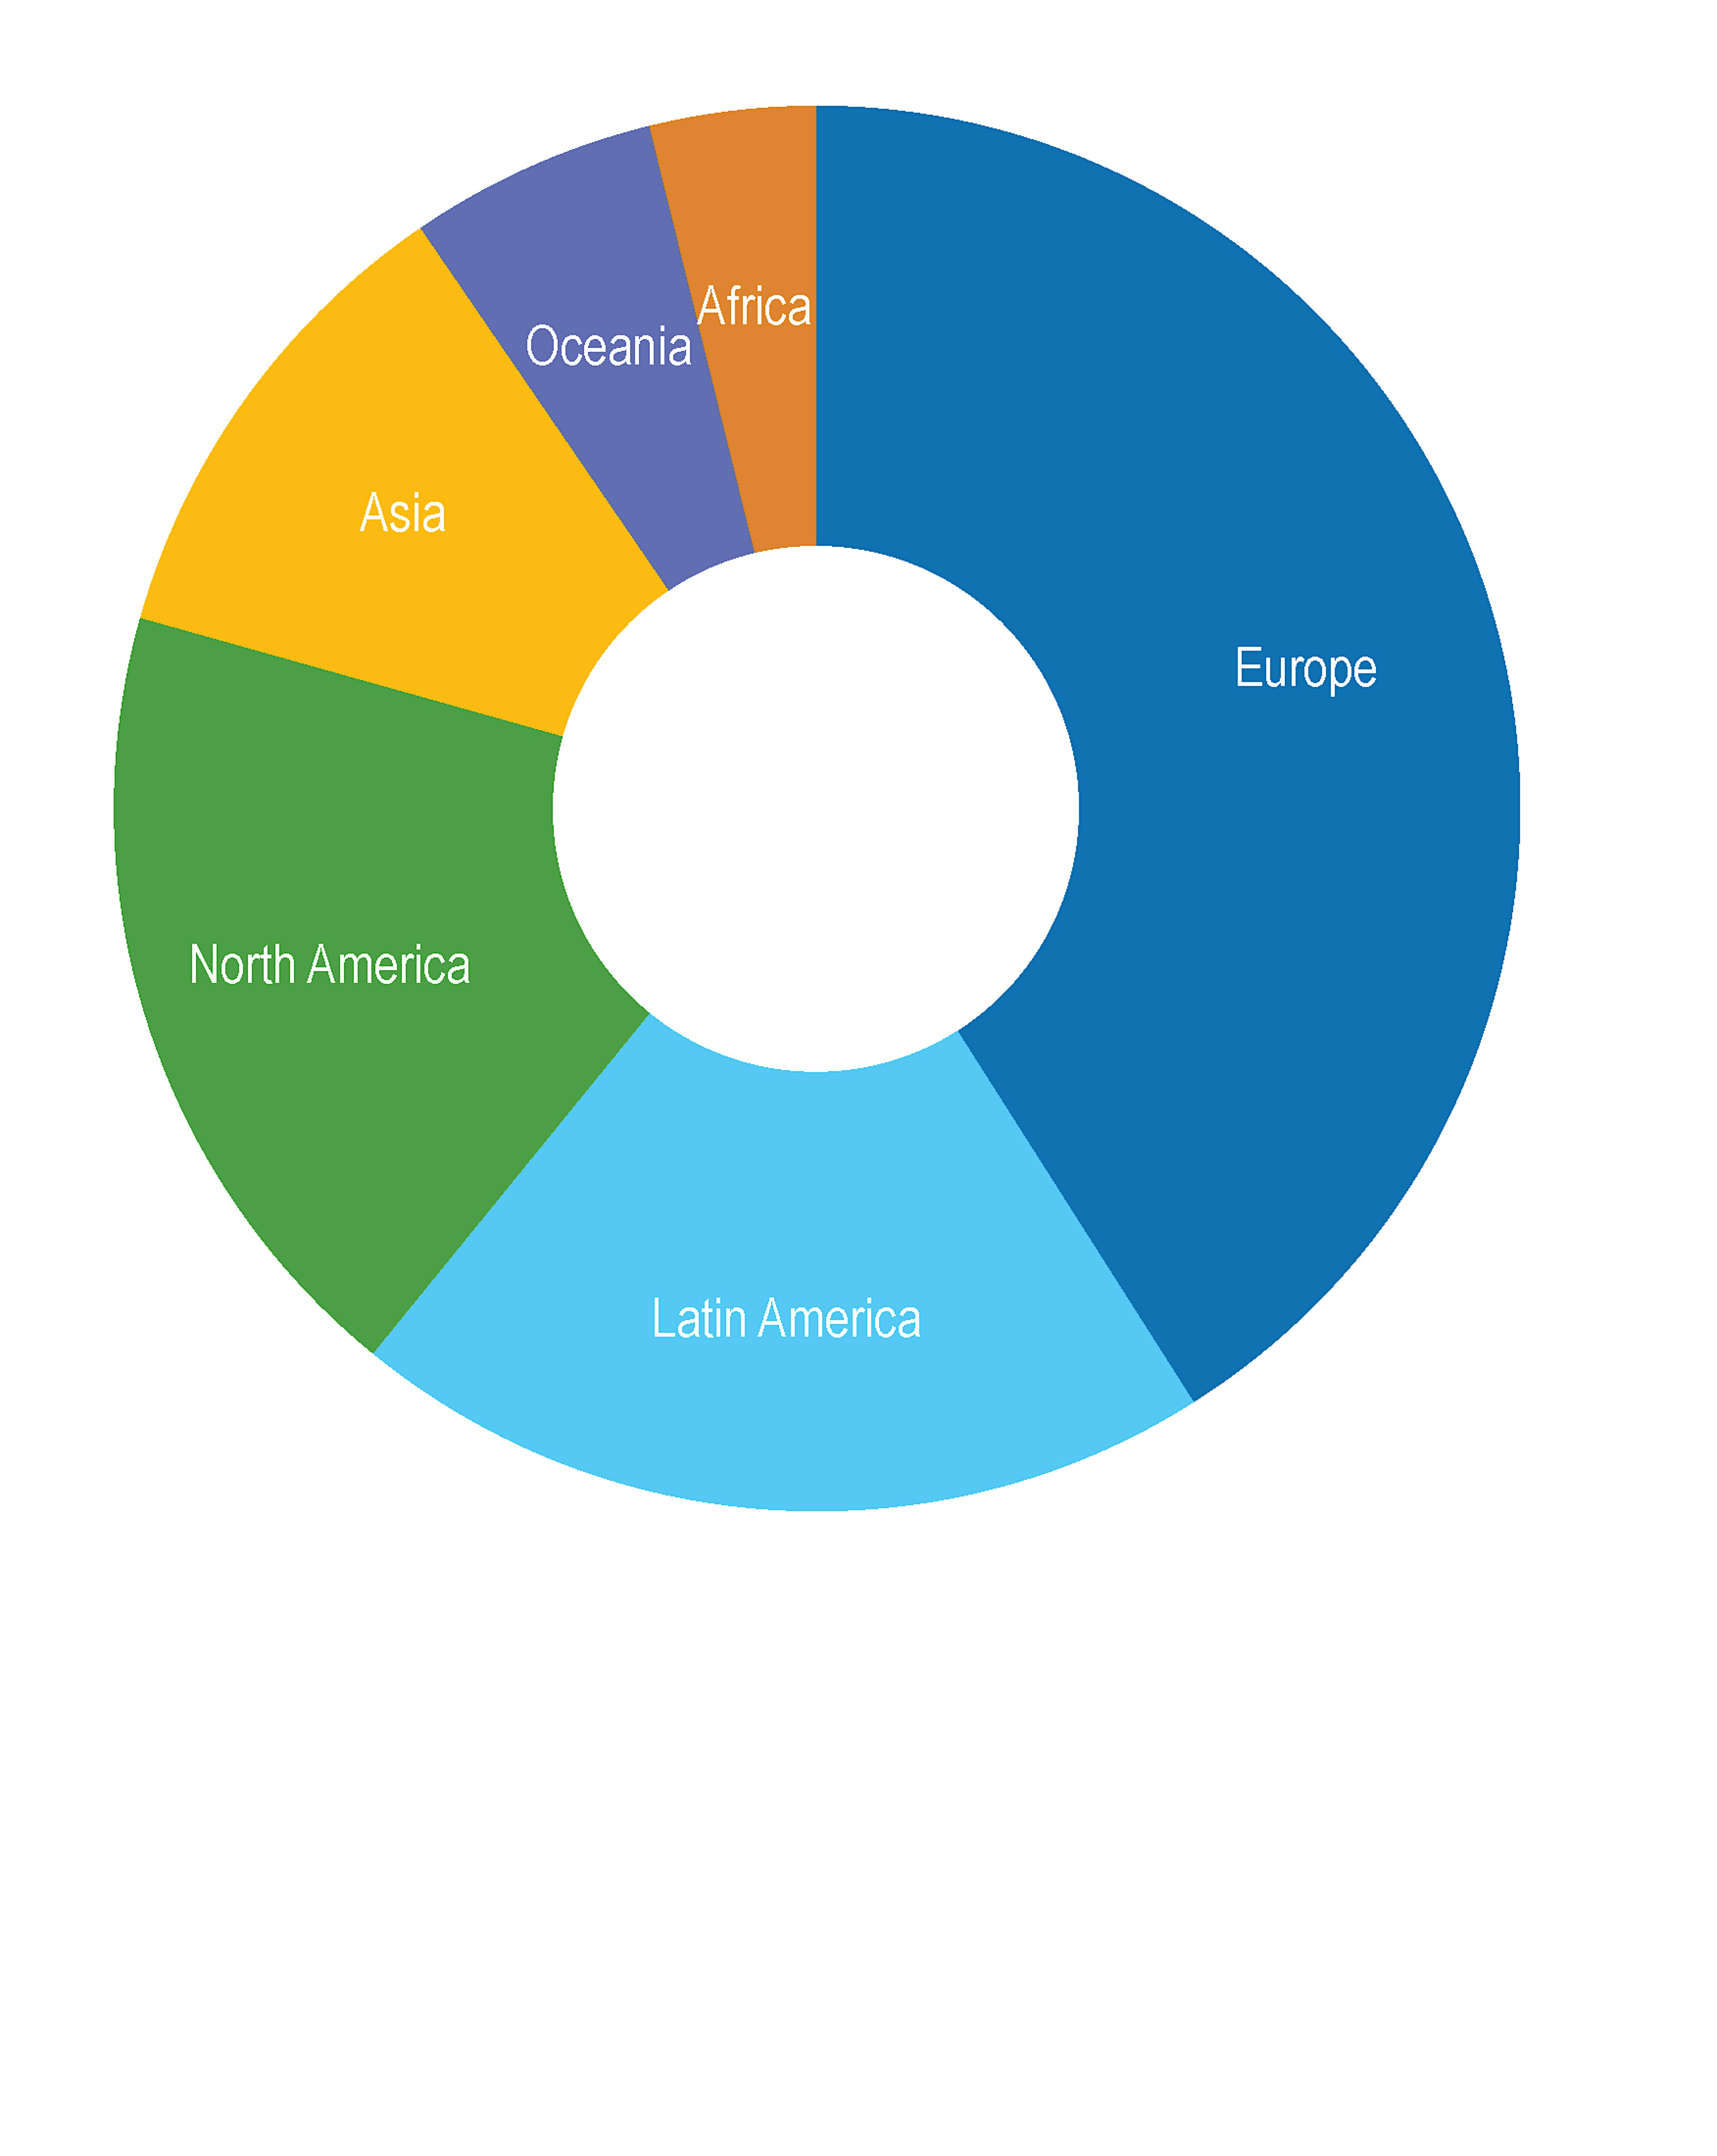 Africa
Oceania
Asia
Europe
North America
Latin America